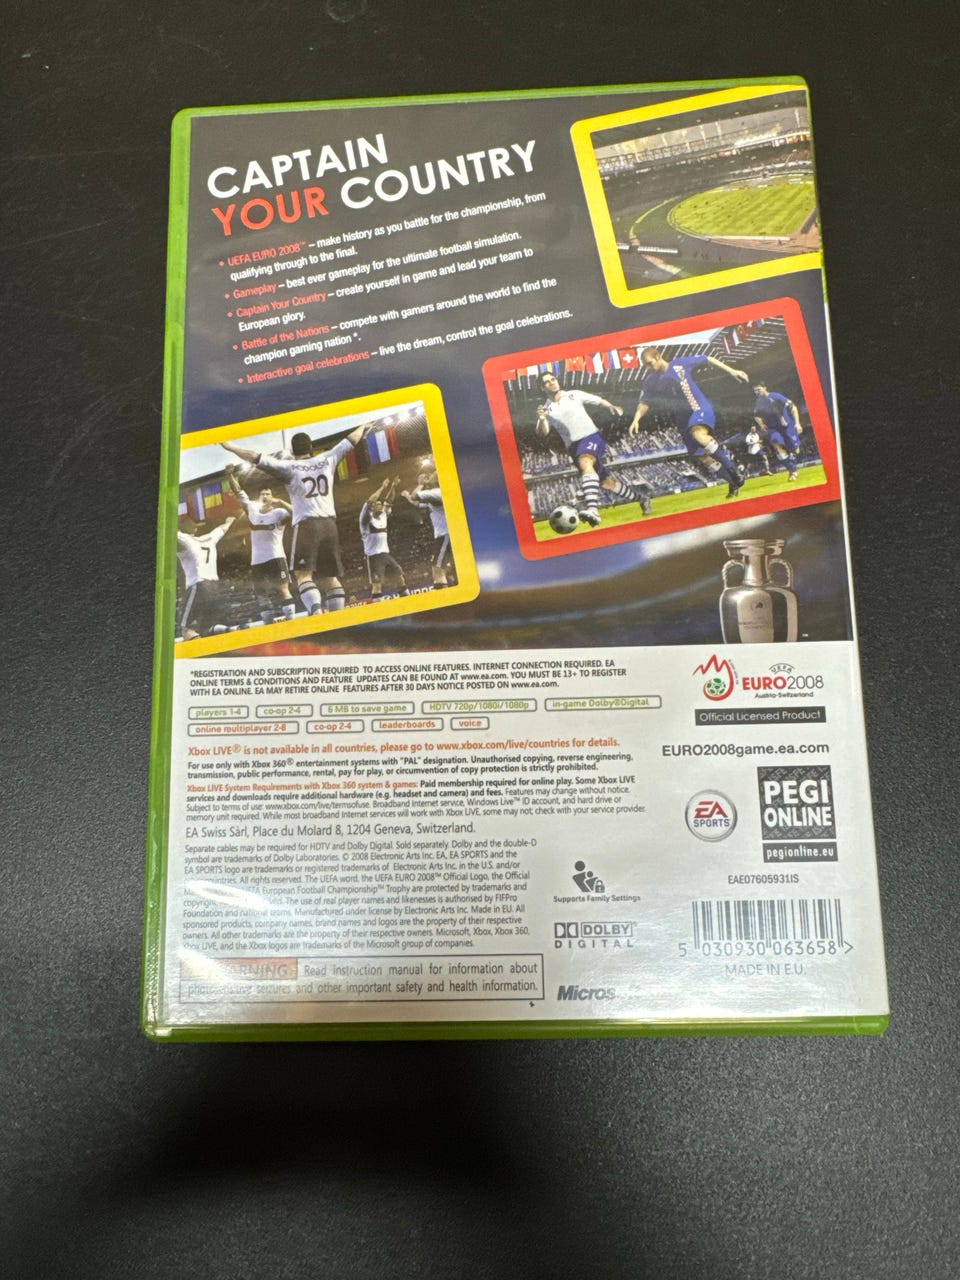 CAPTAIN
YOUR COUNTRY
• UEFA EURO 2008™ – make history as you battle for the championship, from
qualifying through to the final.
• Gameplay – best ever gameplay for the ultimate football simulation.
• Captain Your Country – create yourself in game and lead your team to
European glory.
• Battle of the Nations – compete with gamers around the world to find the
champion gaming nation *.
• Interactive goal celebrations – live the dream, control the goal celebrations.
21
PODOLSKI
20
7
8
*REGISTRATION AND SUBSCRIPTION REQUIRED TO ACCESS ONLINE FEATURES. INTERNET CONNECTION REQUIRED. EA
ONLINE TERMS & CONDITIONS AND FEATURE UPDATES CAN BE FOUND AT www.ea.com. YOU MUST BE 13+ TO REGISTER
WITH EA ONLINE. EA MAY RETIRE ONLINE FEATURES AFTER 30 DAYS NOTICE POSTED ON www.ea.com.
players 1-4 co-op 2-4 6 MB to save game HDTV 720p/1080i/1080p in-game Dolby® Digital
online multiplayer 2-8 co-op 2-4 leaderboards voice
Xbox LIVE® is not available in all countries, please go to www.xbox.com/live/countries for details.
For use only with Xbox 360® entertainment systems with "PAL" designation. Unauthorised copying, reverse engineering,
transmission, public performance, rental, pay for play, or circumvention of copy protection is strictly prohibited.
Xbox LIVE System Requirements with Xbox 360 system & games: Paid membership required for online play. Some Xbox LIVE
services and downloads require additional hardware (e.g. headset and camera) and fees. Features may change without notice.
Subject to terms of use: www.xbox.com/live/termsofuse. Broadband Internet service, Windows Live™ ID account, and hard drive or
memory unit required. While most broadband Internet services will work with Xbox LIVE, some may not; check with your service provider.
EA Swiss Sàrl, Place du Molard 8, 1204 Geneva, Switzerland.
Separate cables may be required for HDTV and Dolby Digital. Sold separately. Dolby and the double-D
symbol are trademarks of Dolby Laboratories. © 2008 Electronic Arts Inc. EA, EA SPORTS and the
EA SPORTS logo are trademarks or registered trademarks of Electronic Arts Inc. in the U.S. and/or
countries. All rights reserved. The UEFA word, the UEFA EURO 2008™ Official Logo, the Official
UEFA European Football Championship™ Trophy are protected by trademarks and
copyright. The use of real player names and likenesses is authorised by FIFPro
Foundation and national teams. Manufactured under license by Electronic Arts Inc. Made in EU. All
sponsored products, company names, brand names and logos are the property of their respective
owners. All other trademarks are the property of their respective owners. Microsoft, Xbox, Xbox 360,
Xbox LIVE, and the Xbox logos are trademarks of the Microsoft group of companies.
WARNING Read instruction manual for information about
photosensitive seizures and other important safety and health information.
UEFA
EURO2008
Austria-Switzerland
Official Licensed Product
EURO2008game.ea.com
EA
SPORTS
PEGI
ONLINE
pegionline.eu
EAE07605931IS
Supports Family Settings
DOLBY
DIGITAL
5 030930 063658 >
MADE IN E.U.
Micros